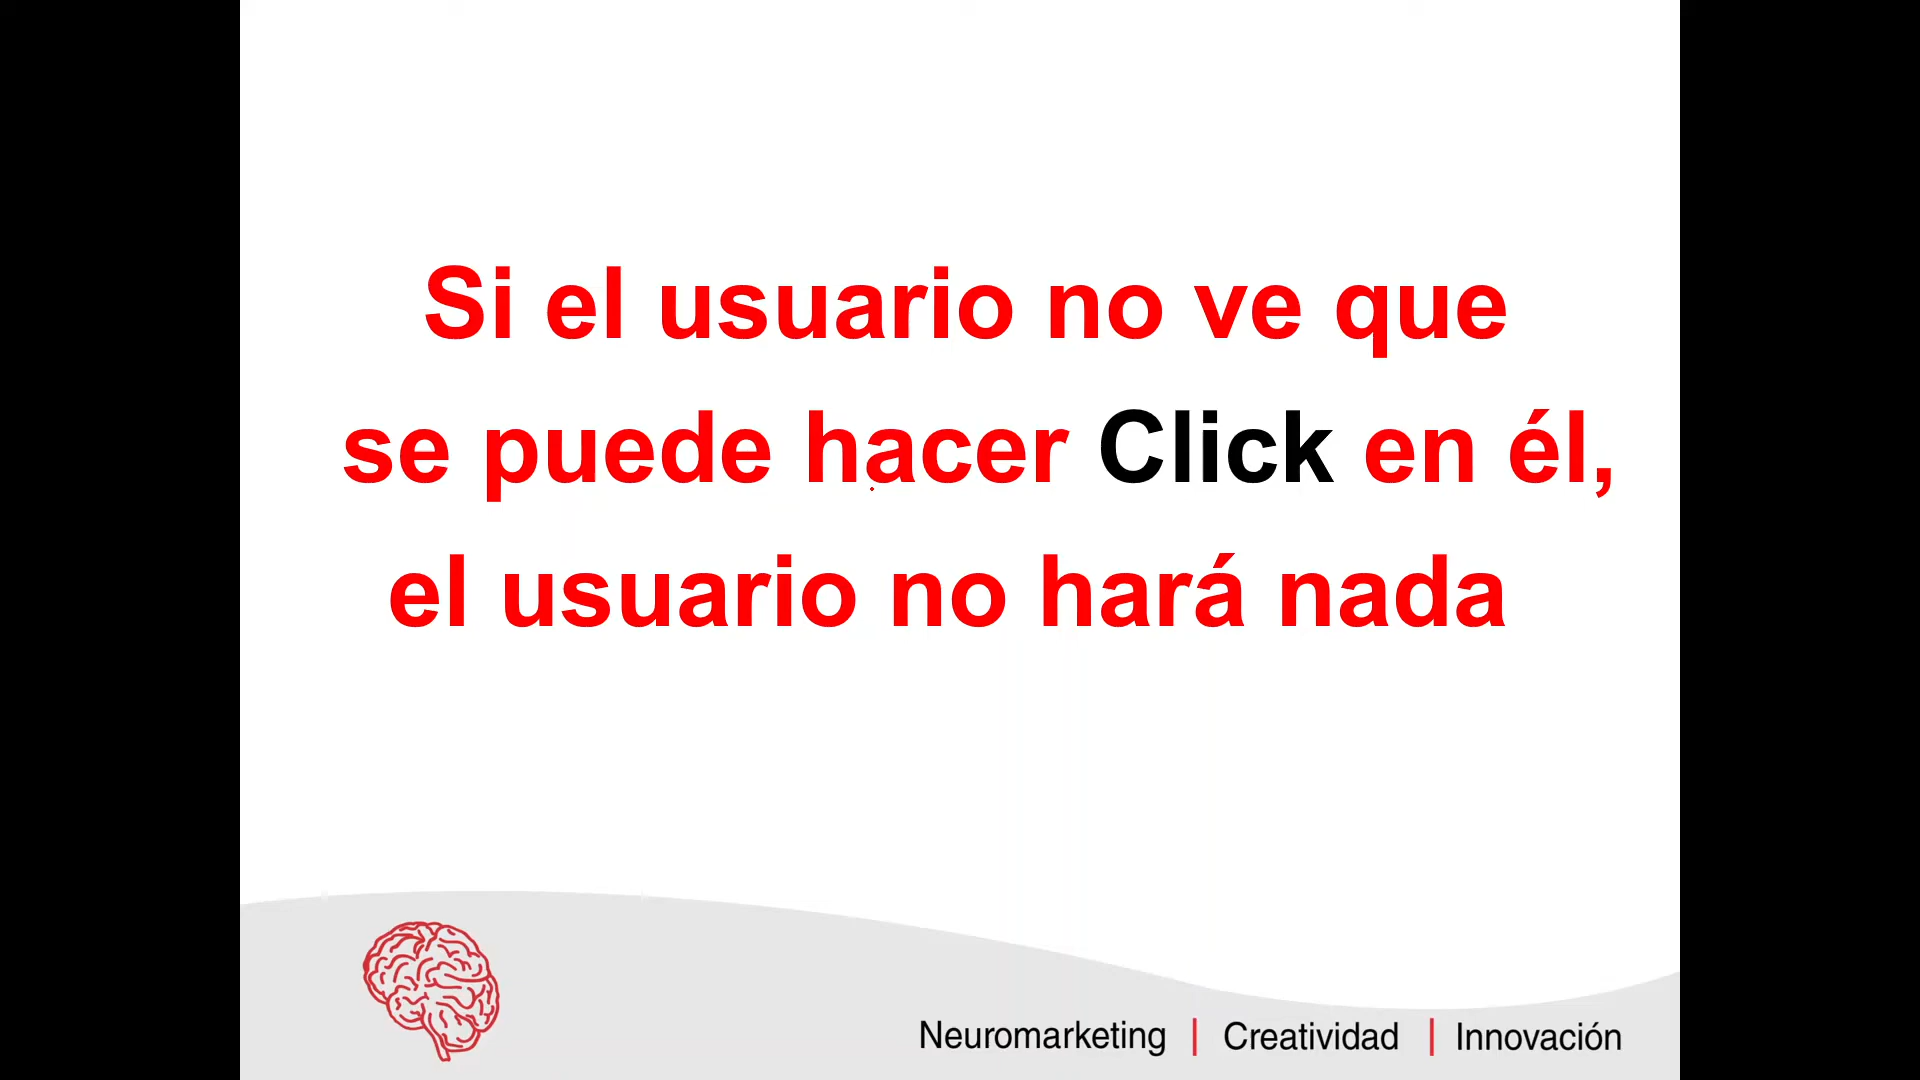 Si el usuario no ve que
se puede hacer Click en él,
el usuario no hará nada
Neuromarketing | Creatividad | Innovación